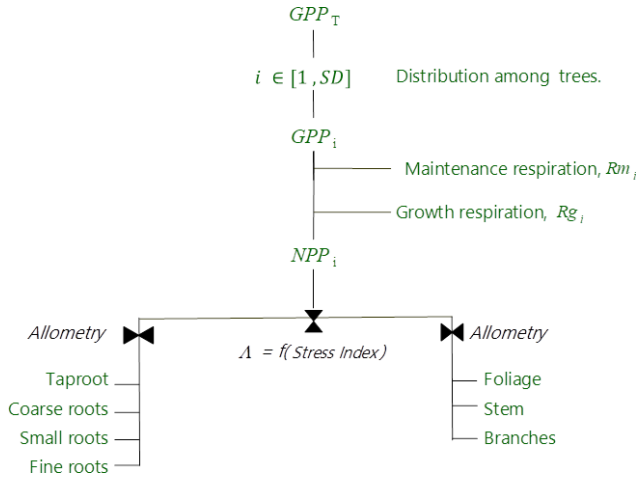 GPP_T
i ∈ [1 , SD] Distribution among trees.
GPP_i
Maintenance respiration, Rm_i
Growth respiration, Rg_i
NPP_i
Allometry
Allometry
Λ = f( Stress Index)
Taproot
Coarse roots
Small roots
Fine roots
Foliage
Stem
Branches